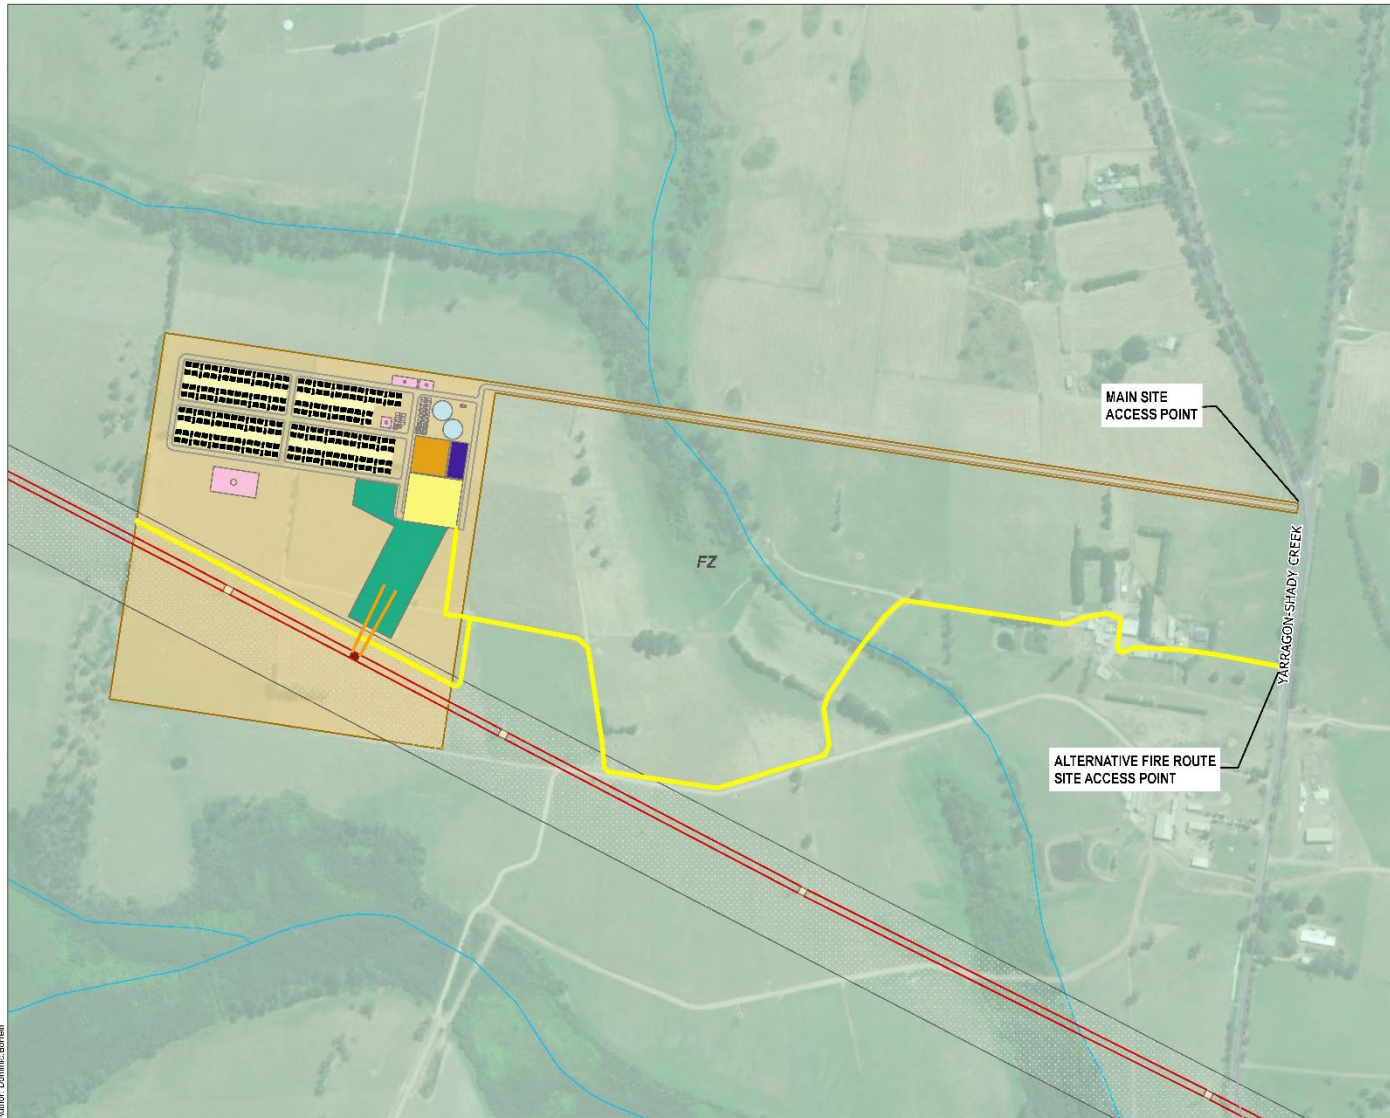 MAIN SITE
ACCESS POINT
FZ
YARRAGON-SHADY CREEK
ALTERNATIVE FIRE ROUTE
SITE ACCESS POINT